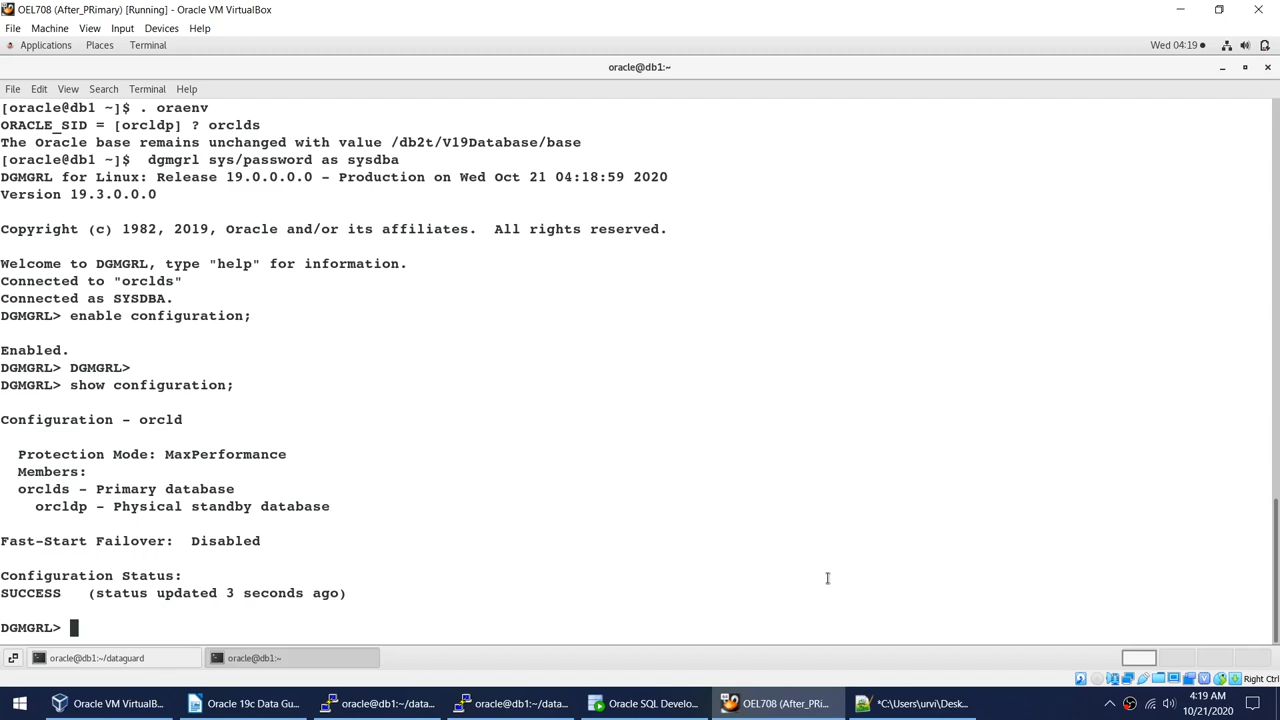 OEL708 (After_PRimary) [Running] - Oracle VM VirtualBox
File Machine View Input Devices Help
Applications Places Terminal Wed 04:19
oracle@db1:~
File Edit View Search Terminal Help
[oracle@db1 ~]$ . oraenv
ORACLE_SID = [orcldp] ? orclds
The Oracle base remains unchanged with value /db2t/V19Database/base
[oracle@db1 ~]$  dgmgrl sys/password as sysdba
DGMGRL for Linux: Release 19.0.0.0.0 - Production on Wed Oct 21 04:18:59 2020
Version 19.3.0.0.0
Copyright (c) 1982, 2019, Oracle and/or its affiliates.  All rights reserved.
Welcome to DGMGRL, type "help" for information.
Connected to "orclds"
Connected as SYSDBA.
DGMGRL> enable configuration;
Enabled.
DGMGRL> DGMGRL>
DGMGRL> show configuration;
Configuration - orcld
Protection Mode: MaxPerformance
Members:
orclds - Primary database
orcldp - Physical standby database
Fast-Start Failover:  Disabled
Configuration Status:
SUCCESS   (status updated 3 seconds ago)
DGMGRL>
oracle@db1:~/dataguard oracle@db1:~
Right Ctrl
Oracle VM VirtualB... Oracle 19c Data Gu... oracle@db1:~/data... oracle@db1:~/data... Oracle SQL Develo... OEL708 (After_PRi... *C:\Users\urvi\Desk... 4:19 AM
10/21/2020